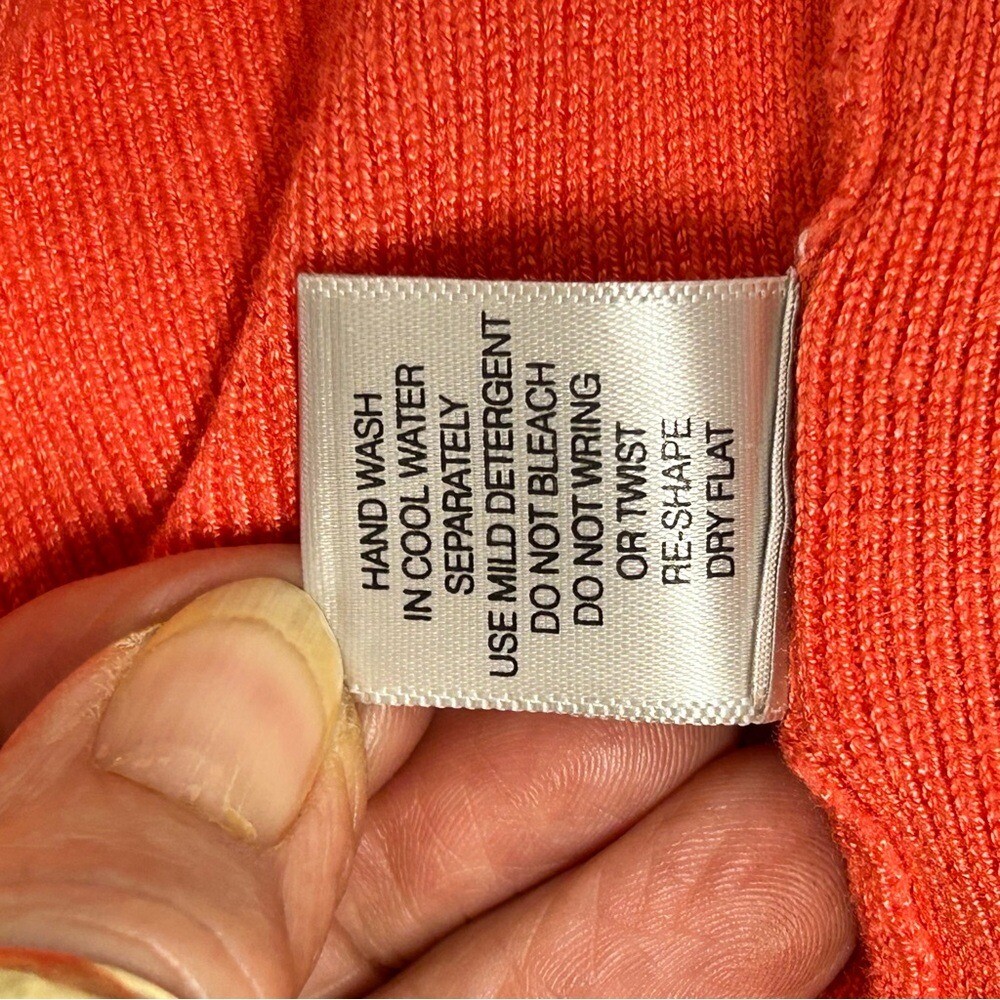 HAND WASH
IN COOL WATER
SEPARATELY
USE MILD DETERGENT
DO NOT BLEACH
DO NOT WRING
OR TWIST
RE-SHAPE
DRY FLAT